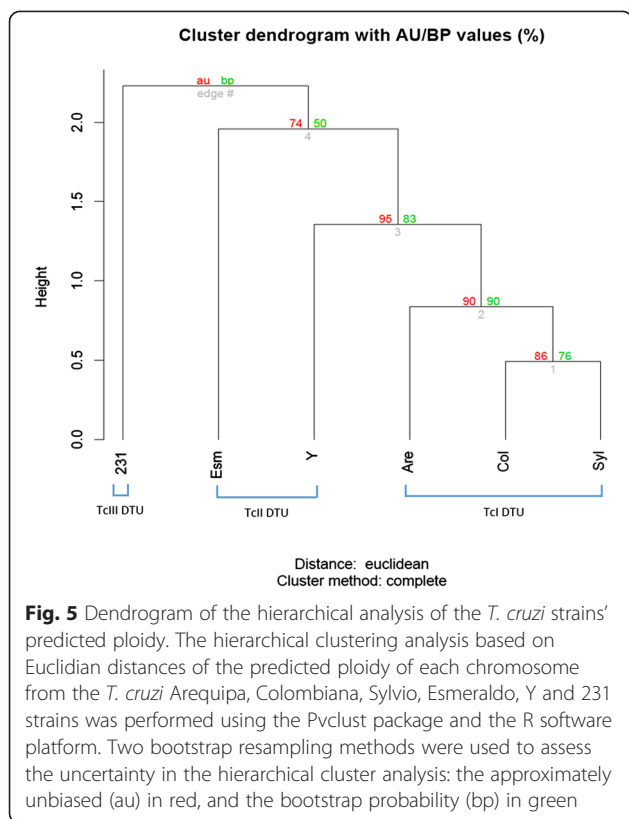 Cluster dendrogram with AU/BP values (%)
au bp
edge #
74 50
4
95 83
3
90 90
2
86 76
1
Height
2.0
1.5
1.0
0.5
0.0
231
Esm
Y
Are
Col
Syl
TcIII DTU
TcII DTU
TcI DTU
Distance: euclidean
Cluster method: complete
Fig. 5 Dendrogram of the hierarchical analysis of the T. cruzi strains’
predicted ploidy. The hierarchical clustering analysis based on
Euclidian distances of the predicted ploidy of each chromosome
from the T. cruzi Arequipa, Colombiana, Sylvio, Esmeraldo, Y and 231
strains was performed using the Pvclust package and the R software
platform. Two bootstrap resampling methods were used to assess
the uncertainty in the hierarchical cluster analysis: the approximately
unbiased (au) in red, and the bootstrap probability (bp) in green